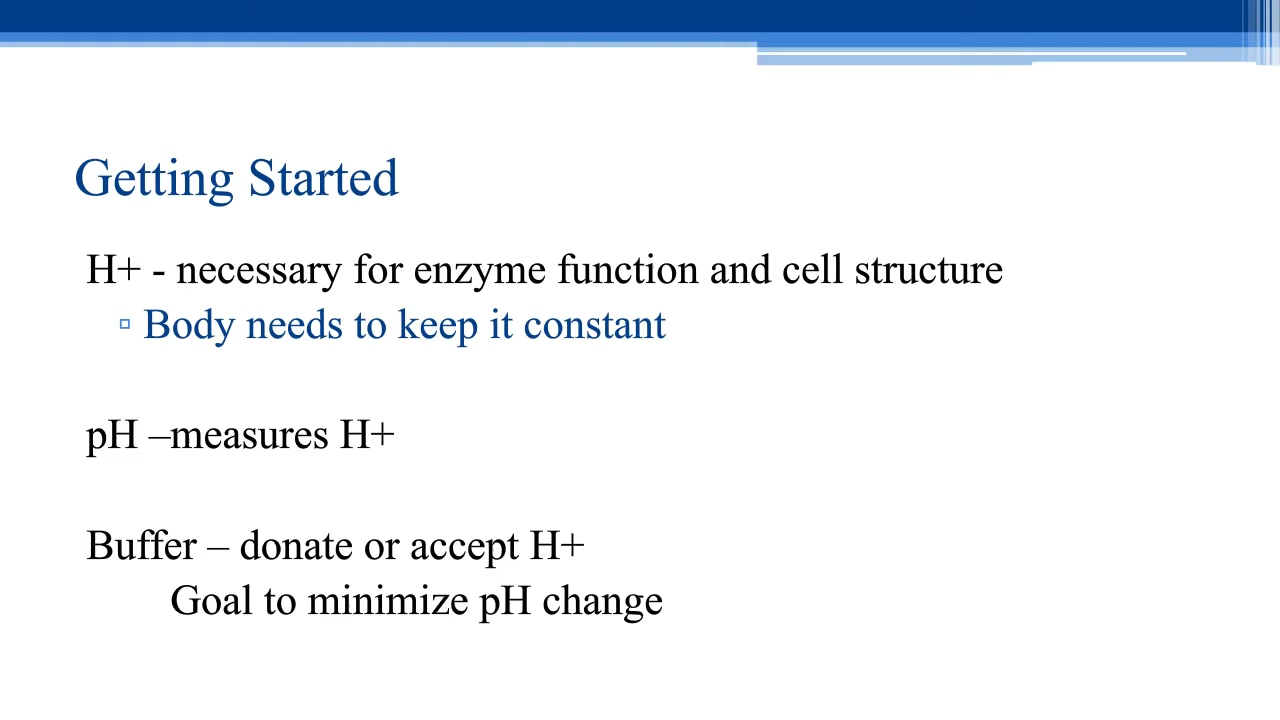 Getting Started
H+ - necessary for enzyme function and cell structure
▫ Body needs to keep it constant
pH –measures H+
Buffer – donate or accept H+
Goal to minimize pH change